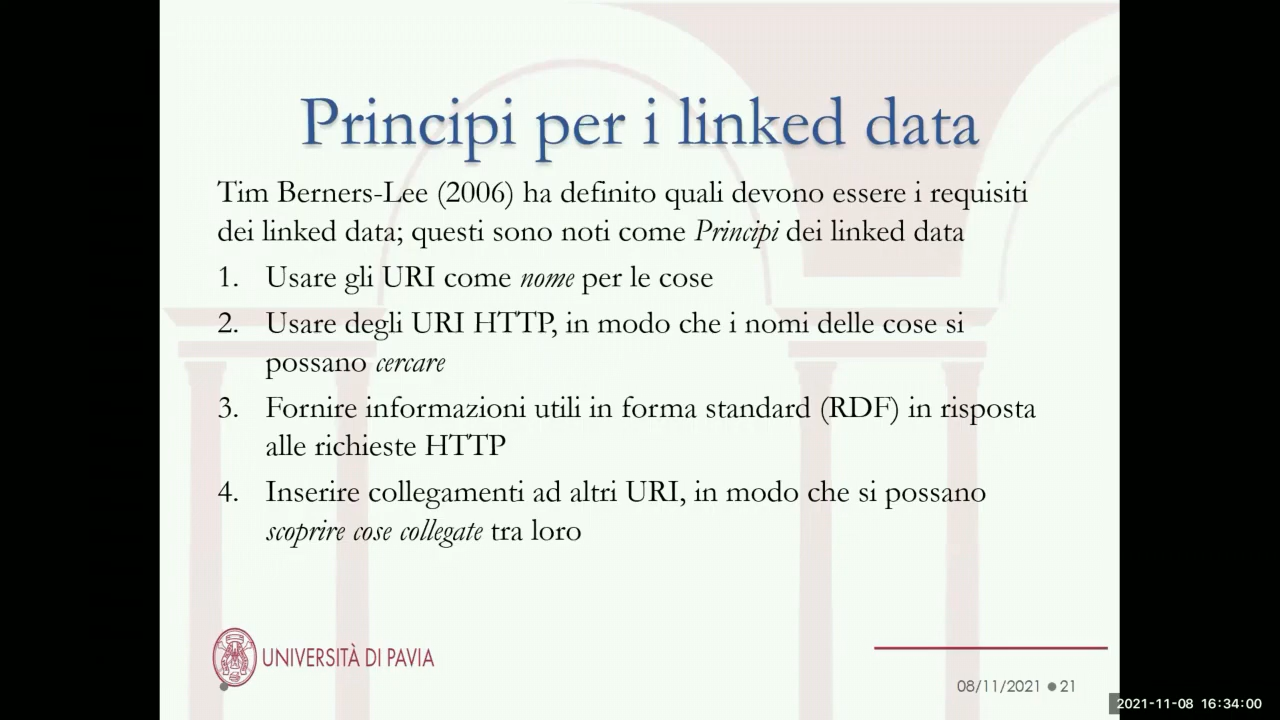 Principi per i linked data
Tim Berners-Lee (2006) ha definito quali devono essere i requisiti
dei linked data; questi sono noti come Principi dei linked data
1. Usare gli URI come nome per le cose
2. Usare degli URI HTTP, in modo che i nomi delle cose si
possano cercare
3. Fornire informazioni utili in forma standard (RDF) in risposta
alle richieste HTTP
4. Inserire collegamenti ad altri URI, in modo che si possano
scoprire cose collegate tra loro
UNIVERSITÀ DI PAVIA
08/11/2021 ● 21
2021-11-08 16:34:00